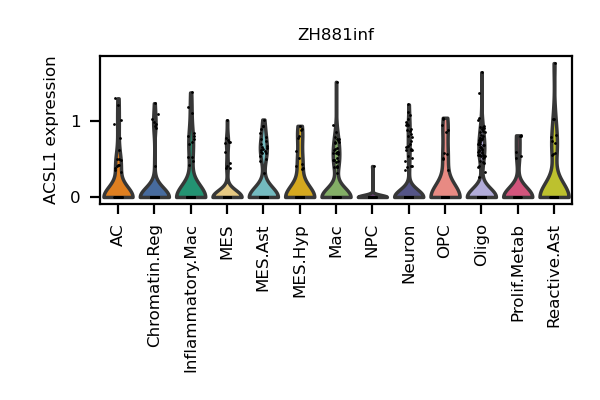 ZH881inf
ACSL1 expression
1
0
AC
Chromatin.Reg
Inflammatory.Mac
MES
MES.Ast
MES.Hyp
Mac
NPC
Neuron
OPC
Oligo
Prolif.Metab
Reactive.Ast